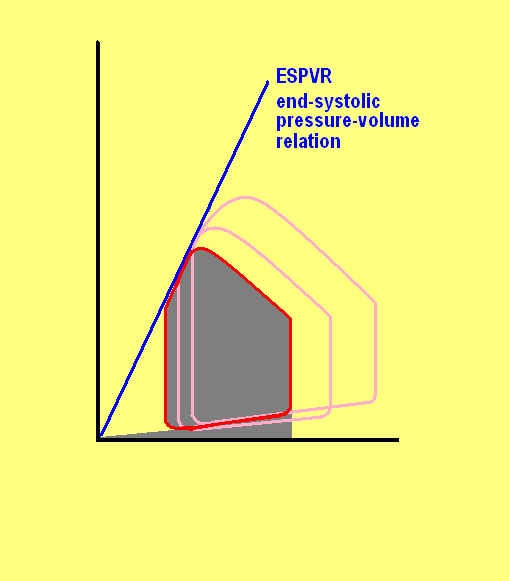 ESPVR
end-systolic
pressure-volume
relation